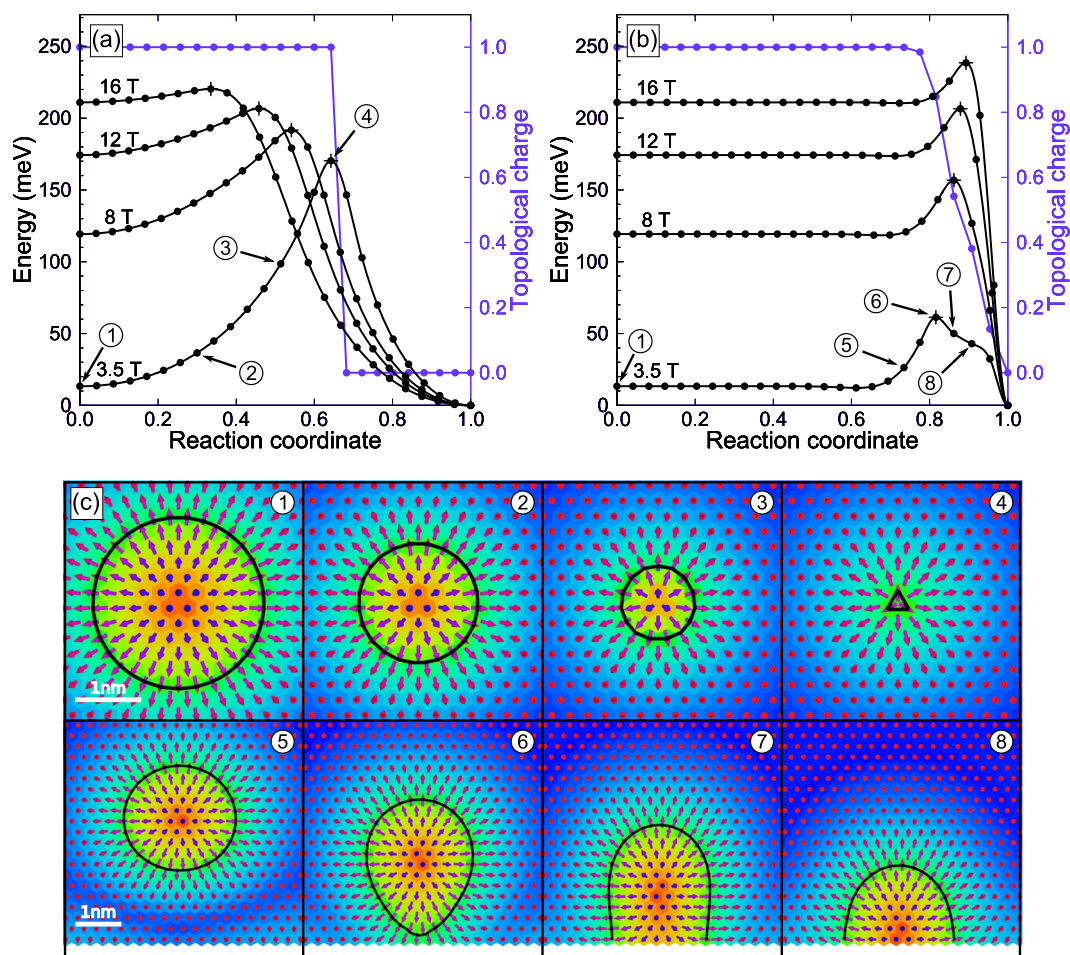 (a)
250
200
150
100
50
0
Energy (meV)
16 T
12 T
8 T
3.5 T
①
②
③
④
1.0
0.8
0.6
0.4
0.2
0.0
Topological charge
0.0 0.2 0.4 0.6 0.8 1.0
Reaction coordinate
(b)
250
200
150
100
50
0
Energy (meV)
16 T
12 T
8 T
3.5 T
①
⑤
⑥
⑦
⑧
1.0
0.8
0.6
0.4
0.2
0.0
Topological charge
0.0 0.2 0.4 0.6 0.8 1.0
Reaction coordinate
(c) ① ② ③ ④
1nm
⑤ ⑥ ⑦ ⑧
1nm